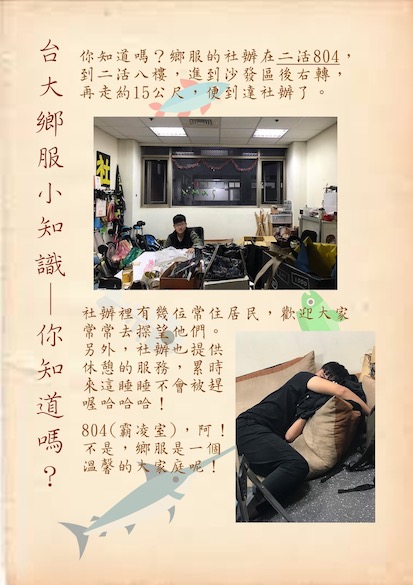 台大鄉服小知識—你知道嗎？
你知道嗎？鄉服的社辦在二活804，
到二活八樓，進到沙發區後右轉，
再走約15公尺，便到達社辦了。
社
社辦裡有幾位常住居民，歡迎大家
常常去探望他們。
另外，社辦也提供
休憩的服務，累時
來這睡睡不會被趕
喔哈哈哈！
804(霸凌室)，阿！
不是，鄉服是一個
溫馨的大家庭呢！